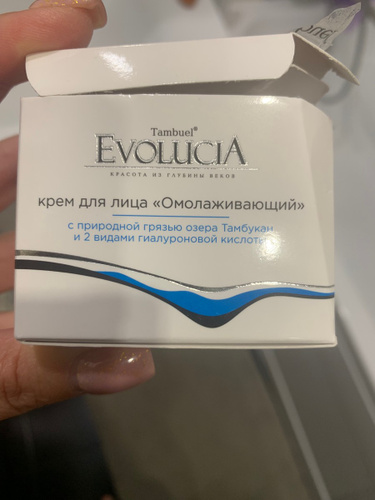 Tambuel®
EVOLUCIA
КРАСОТА ИЗ ГЛУБИНЫ ВЕКОВ
крем для лица «Омолаживающий»
с природной грязью озера Тамбукан
и 2 видами гиалуроновой кислоты